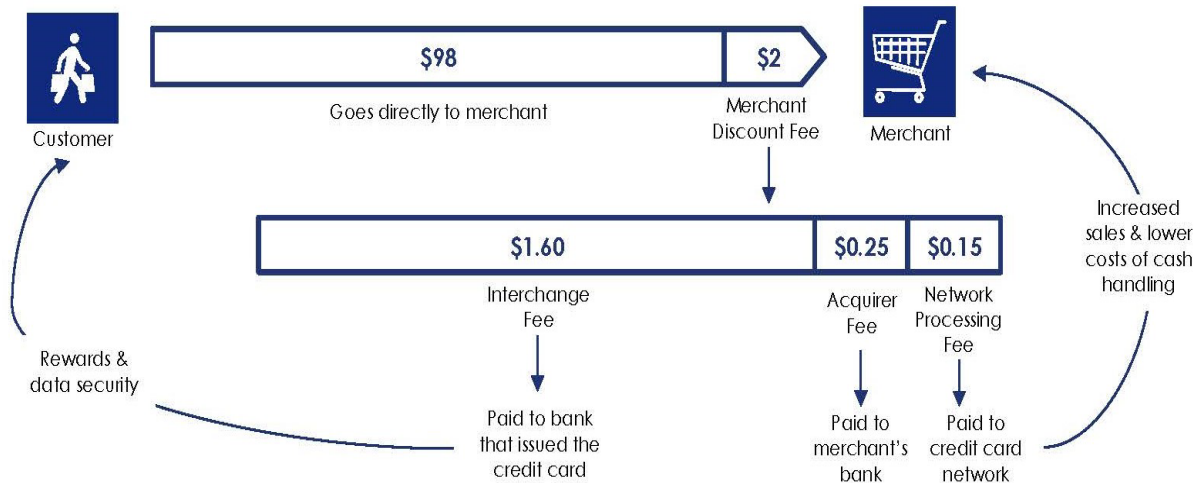 $98
$2
Customer
Goes directly to merchant
Merchant
Discount Fee
Merchant
$1.60
$0.25
$0.15
Interchange
Fee
Acquirer
Fee
Network
Processing
Fee
Increased
sales & lower
costs of cash
handling
Rewards &
data security
Paid to bank
that issued the
credit card
Paid to
merchant's
bank
Paid to
credit card
network